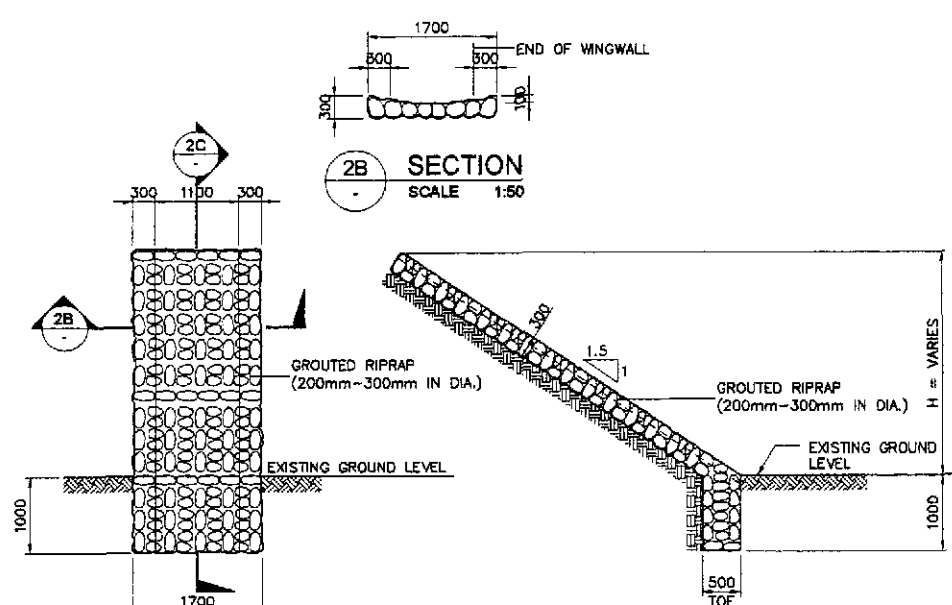 1700
END OF WINGWALL
300
300
300
100
2B
-
SECTION
SCALE 1:50
2C
-
300
1100
300
2B
-
GROUTED RIPRAP
(200mm~300mm IN DIA.)
EXISTING GROUND LEVEL
1000
1700
300
1.5
1
GROUTED RIPRAP
(200mm~300mm IN DIA.)
H = VARIES
EXISTING GROUND
LEVEL
1000
500
TOE